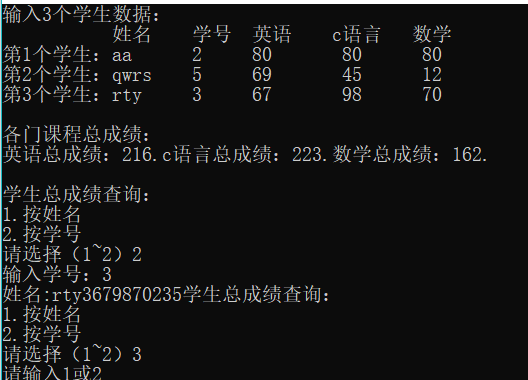 输入3个学生数据：
姓名 学号 英语 c语言 数学
第1个学生：aa 2 80 80 80
第2个学生：qwrs 5 69 45 12
第3个学生：rty 3 67 98 70
各门课程总成绩：
英语总成绩：216.c语言总成绩：223.数学总成绩：162.
学生总成绩查询：
1.按姓名
2.按学号
请选择（1~2）2
输入学号：3
姓名:rty3679870235学生总成绩查询：
1.按姓名
2.按学号
请选择（1~2）3
请输入1或2